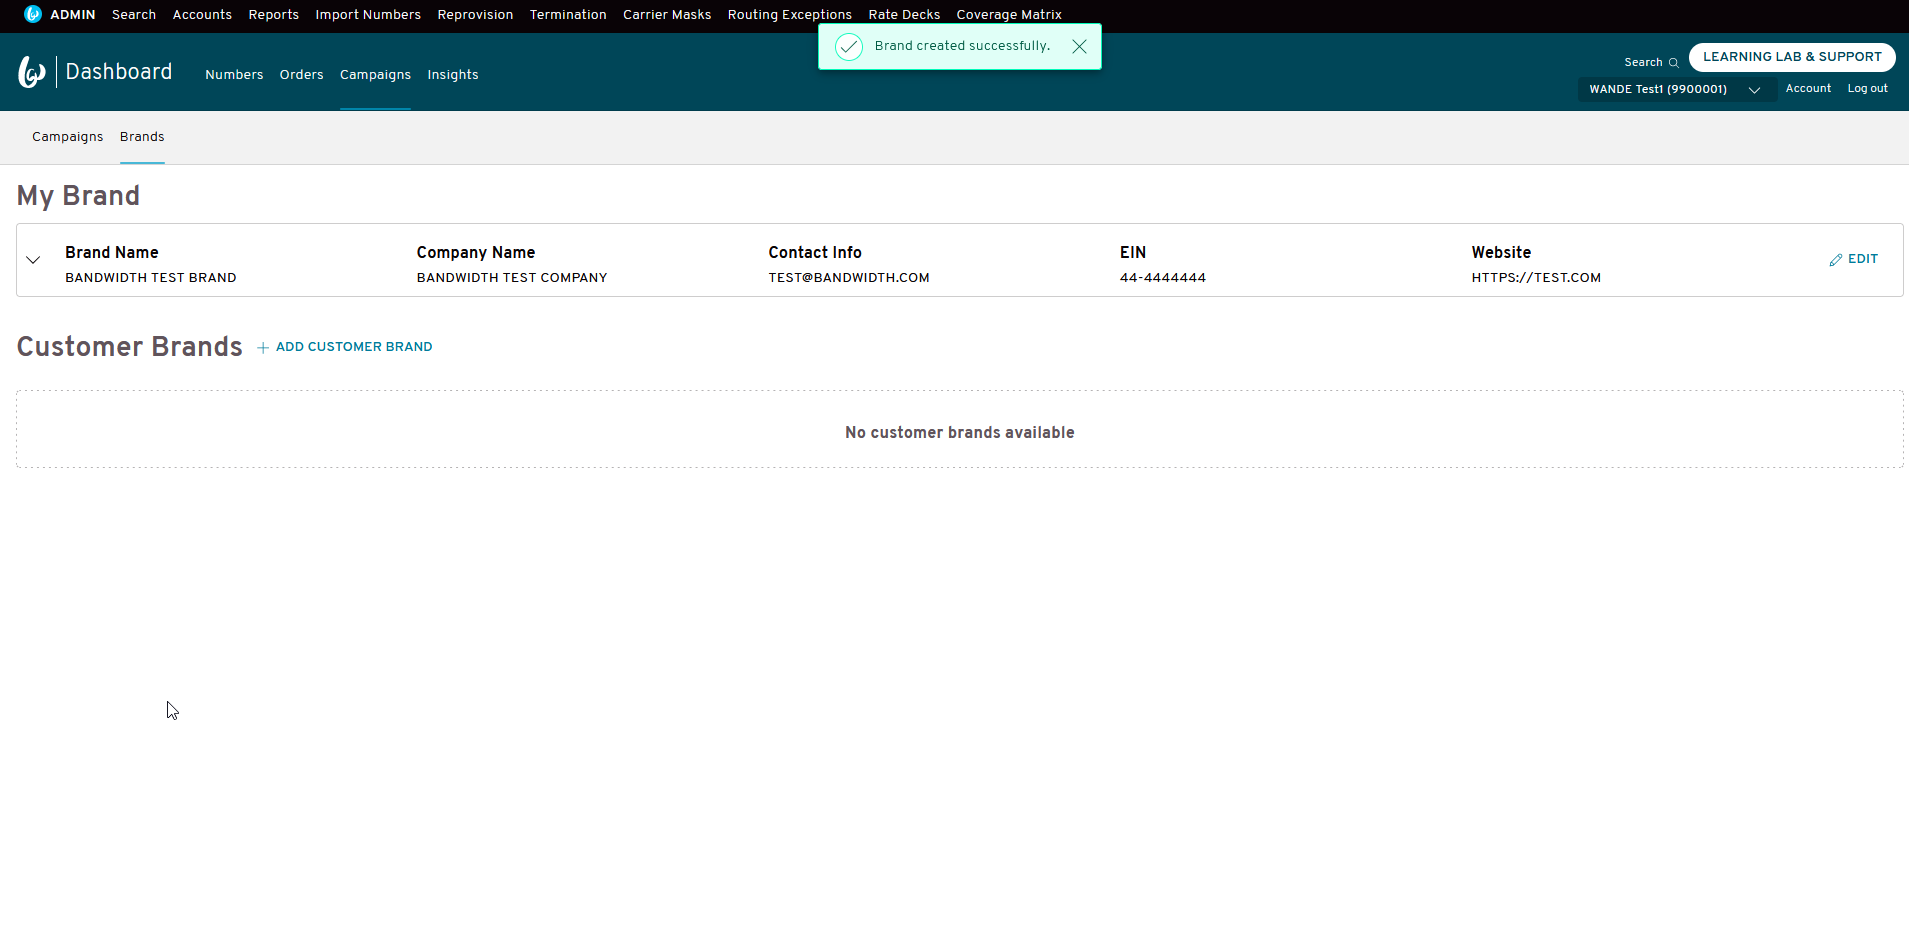 ADMIN Search Accounts Reports Import Numbers Reprovision Termination Carrier Masks Routing Exceptions Rate Decks Coverage Matrix
Brand created successfully.
Dashboard Numbers Orders Campaigns Insights
Search LEARNING LAB & SUPPORT
WANDE Test1 (9900001) Account Log out
Campaigns Brands
My Brand
Brand Name Company Name Contact Info EIN Website
BANDWIDTH TEST BRAND BANDWIDTH TEST COMPANY TEST@BANDWIDTH.COM 44-4444444 HTTPS://TEST.COM
EDIT
Customer Brands + ADD CUSTOMER BRAND
No customer brands available